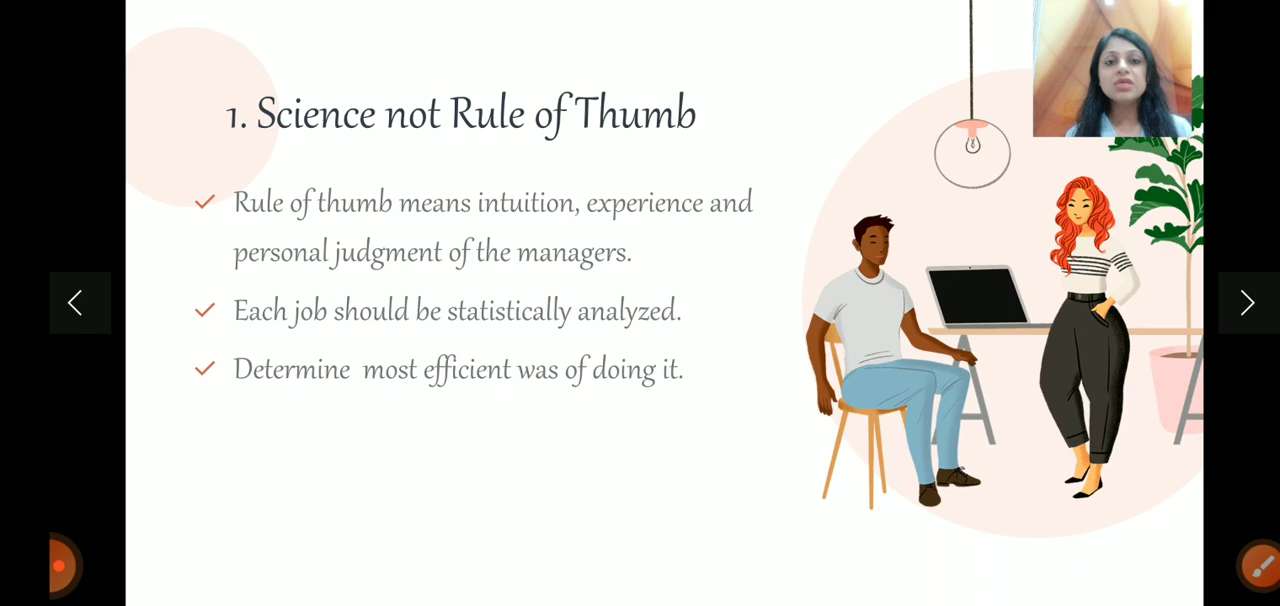 1. Science not Rule of Thumb
Rule of thumb means intuition, experience and
personal judgment of the managers.
Each job should be statistically analyzed.
Determine most efficient was of doing it.